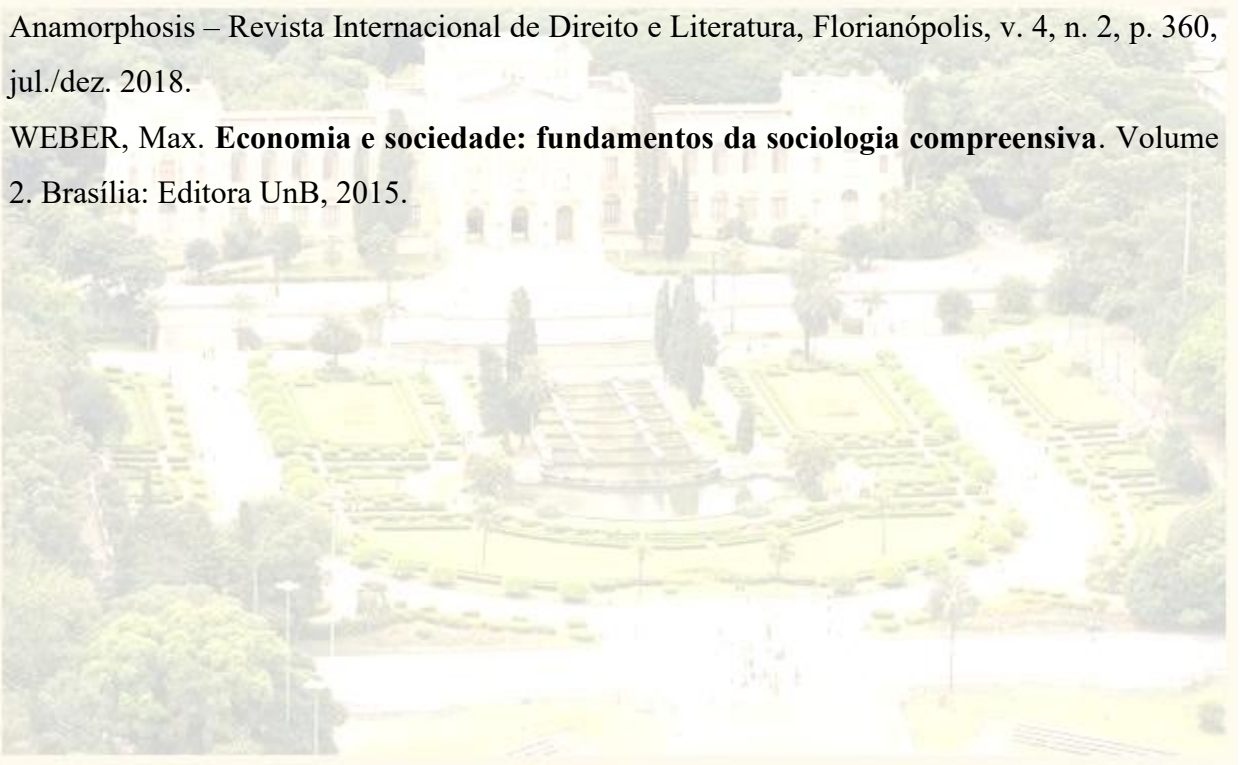 Anamorphosis – Revista Internacional de Direito e Literatura, Florianópolis, v. 4, n. 2, p. 360,
jul./dez. 2018.
WEBER, Max. Economia e sociedade: fundamentos da sociologia compreensiva. Volume
2. Brasília: Editora UnB, 2015.